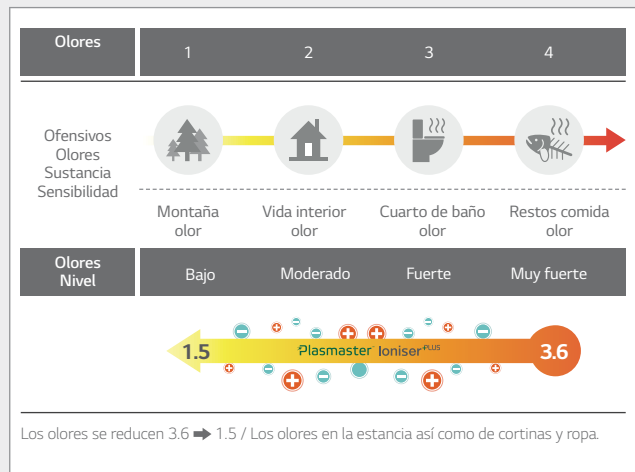 Olores 1 2 3 4
Ofensivos
Olores
Sustancia
Sensibilidad
Montaña olor
Vida interior olor
Cuarto de baño olor
Restos comida olor
Olores
Nivel
Bajo Moderado Fuerte Muy fuerte
1.5 Plasmaster Ioniser PLUS 3.6
Los olores se reducen 3.6 ➡ 1.5 / Los olores en la estancia así como de cortinas y ropa.